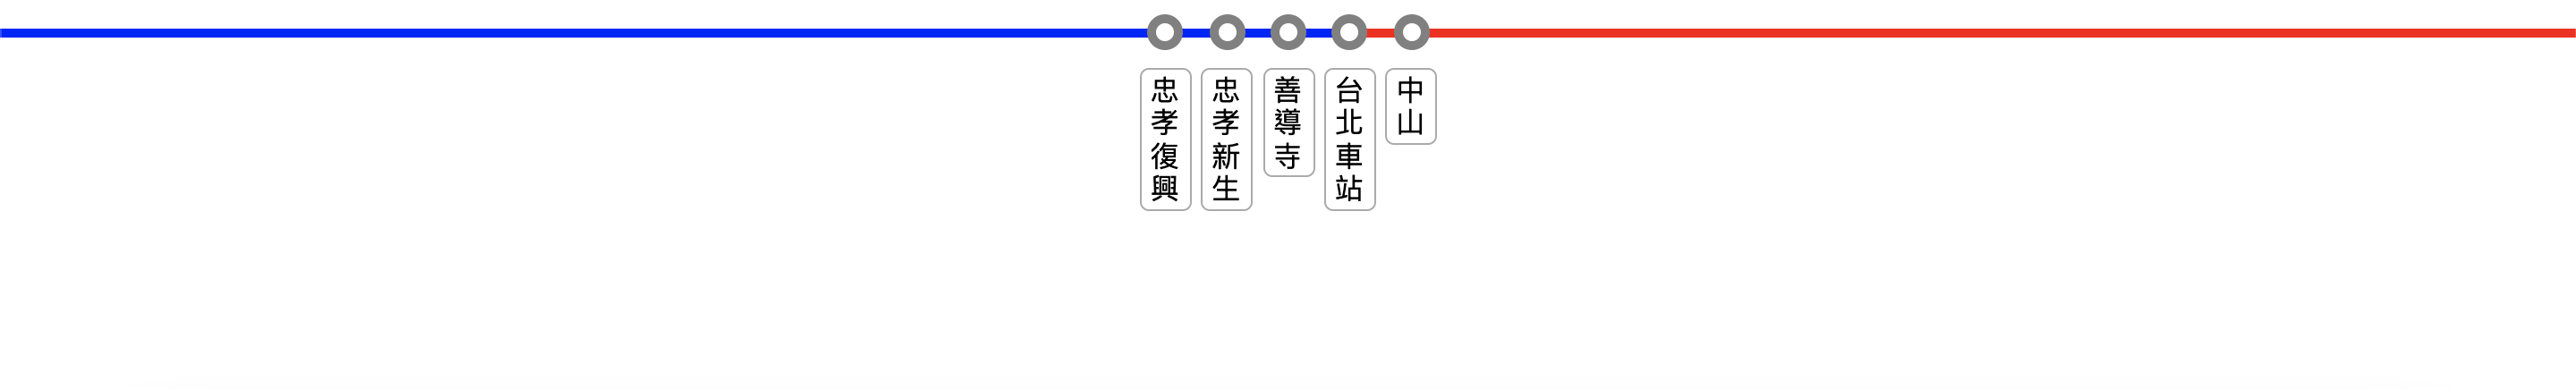 忠孝復興
忠孝新生
善導寺
台北車站
中山